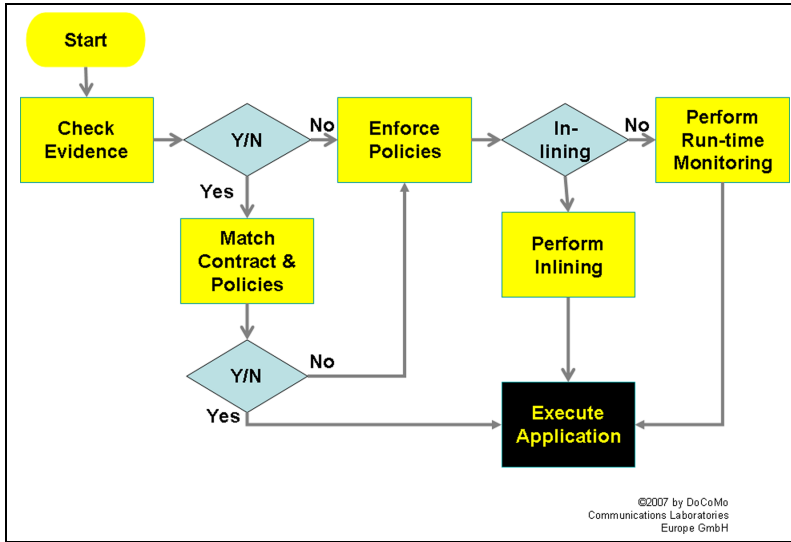 Start
Check
Evidence
Y/N
No
Enforce
Policies
In-
lining
No
Perform
Run-time
Monitoring
Yes
Match
Contract &
Policies
Perform
Inlining
Y/N
No
Yes
Execute
Application
©2007 by DoCoMo
Communications Laboratories
Europe GmbH